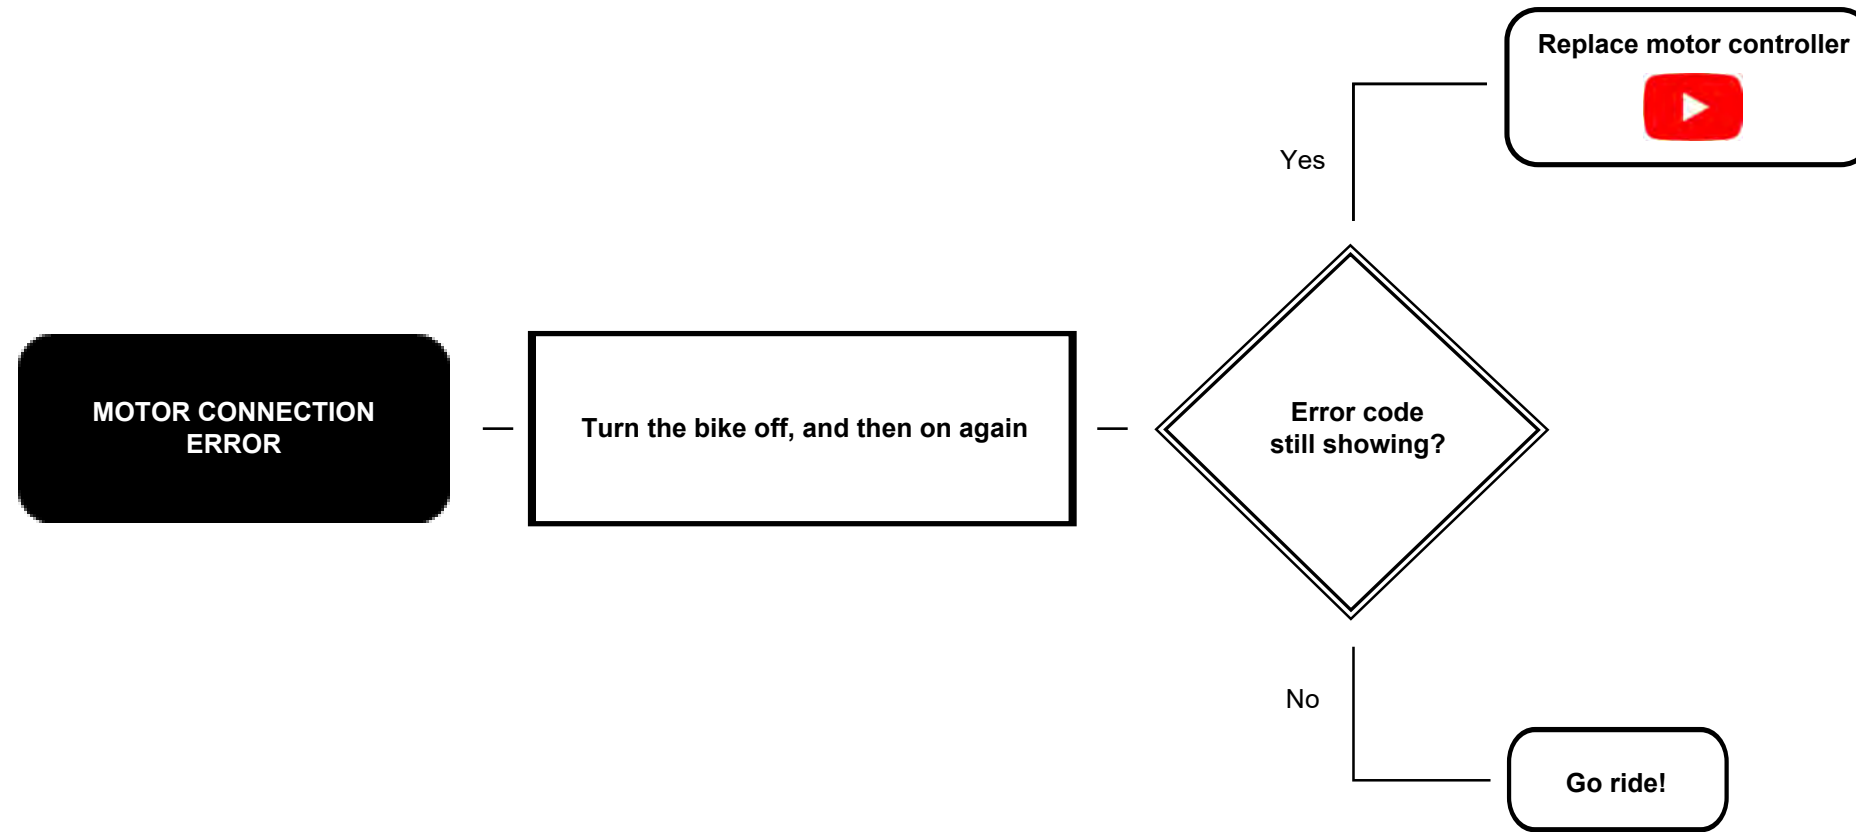 Replace motor controller
Yes
MOTOR CONNECTION
ERROR
Turn the bike off, and then on again
Error code
still showing?
No
Go ride!